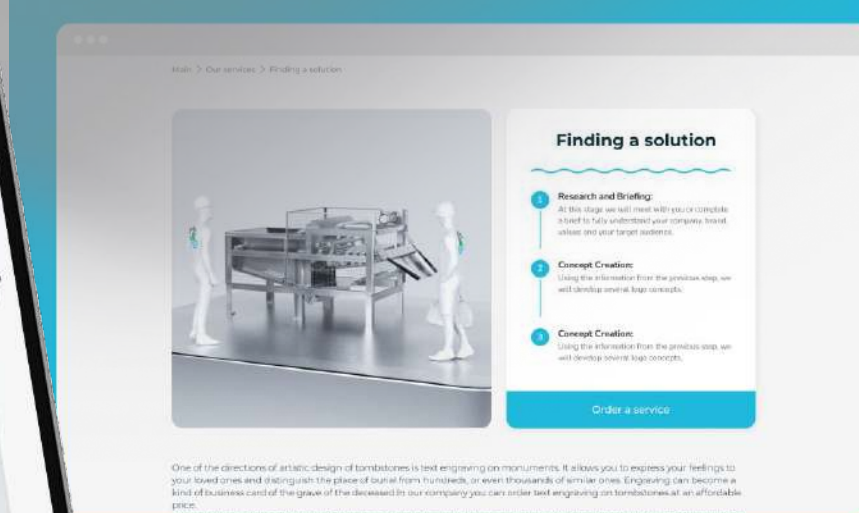 Main > Our services > Finding a solution
Finding a solution
1
Research and Briefing:
At this stage we will meet with you or complete
a brief to fully understand your company, brand
values and your target audience.
2
Concept Creation:
Using the information from the previous step, we
will develop several logo concepts.
3
Concept Creation:
Using the information from the previous step, we
will develop several logo concepts.
Order a service
One of the directions of artistic design of tombstones is text engraving on monuments. It allows you to express your feelings to
your loved ones and distinguish the place of burial from hundreds, or even thousands of similar ones. Engraving can become a
kind of business card of the grave of the deceased. In our company you can order text engraving on tombstones at an affordable
price.